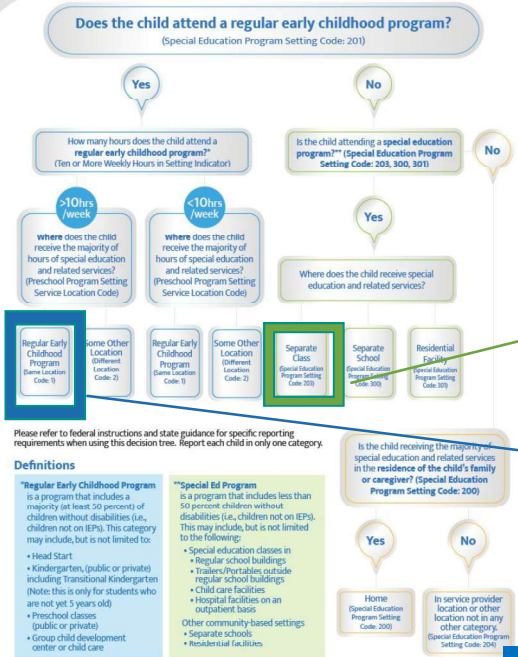 Does the child attend a regular early childhood program?
(Special Education Program Setting Code: 201)
Yes
No
How many hours does the child attend a
regular early childhood program?*
(Ten or More Weekly Hours in Setting Indicator)
Is the child attending a special education
program?** (Special Education Program
Setting Code: 203, 300, 301)
No
>10hrs
/week
<10hrs
/week
Yes
Where does the child
receive the majority of
hours of special education
and related services?
(Preschool Program Setting
Service Location Code)
Where does the child
receive the majority of
hours of special education
and related services?
(Preschool Program Setting
Service Location Code)
Where does the child receive special
education and related services?
Regular Early
Childhood
Program
(Same Location
Code: 1)
Some Other
Location
(Different
Location
Code: 2)
Regular Early
Childhood
Program
(Same Location
Code: 1)
Some Other
Location
(Different
Location
Code: 2)
Separate
Class
(Special Education
Program Setting
Code: 203)
Separate
School
(Special Education
Program Setting
Code: 300)
Residential
Facility
(Special Education
Program Setting
Code: 301)
Please refer to federal instructions and state guidance for specific reporting
requirements when using this decision tree. Report each child in only one category.
Is the child receiving the majority of
special education and related services
in the residence of the child's family
or caregiver? (Special Education
Program Setting Code: 200)
Yes
No
Home
(Special Education
Program Setting
Code: 200)
In service provider
location or other
location not in any
other category.
(Special Education Program
Setting Code: 204)
Definitions
*Regular Early Childhood Program
is a program that includes a
majority (at least 50 percent) of
children without disabilities (i.e.,
children not on IEPs). This category
may include, but is not limited to:
• Head Start
• Kindergarten, (public or private)
including Transitional Kindergarten
(Note: this is only for students who
are not yet 5 years old)
• Preschool classes
(public or private)
• Group child development
center or child care
**Special Ed Program
is a program that includes less than
50 percent children without
disabilities (i.e., children not on IEPs).
This may include, but is not limited
to the following:
• Special education classes in
• Regular school buildings
• Trailers/Portables outside
regular school buildings
• Child care facilities
• Hospital facilities on an
outpatient basis
Other community-based settings
• Separate schools
• Residential facilities